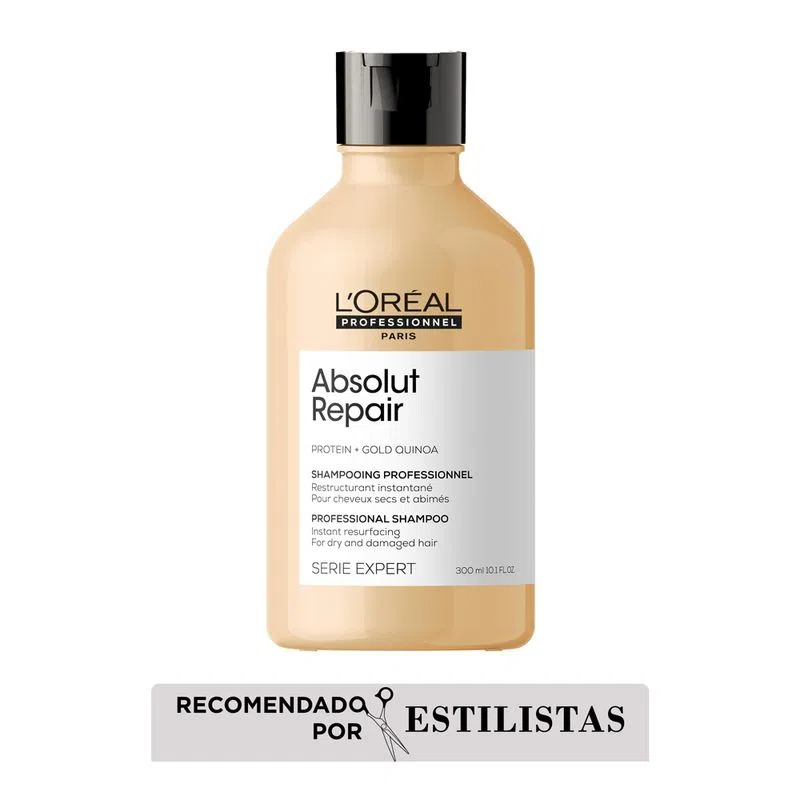 L'ORÉAL
PROFESSIONNEL
PARIS
Absolut
Repair
PROTEIN + GOLD QUINOA
SHAMPOOING PROFESSIONNEL
Restructurant instantané
Pour cheveux secs et abimés
PROFESSIONAL SHAMPOO
Instant resurfacing
For dry and damaged hair
SERIE EXPERT 300 ml 10.1 FL.OZ.
RECOMENDADO
POR
ESTILISTAS